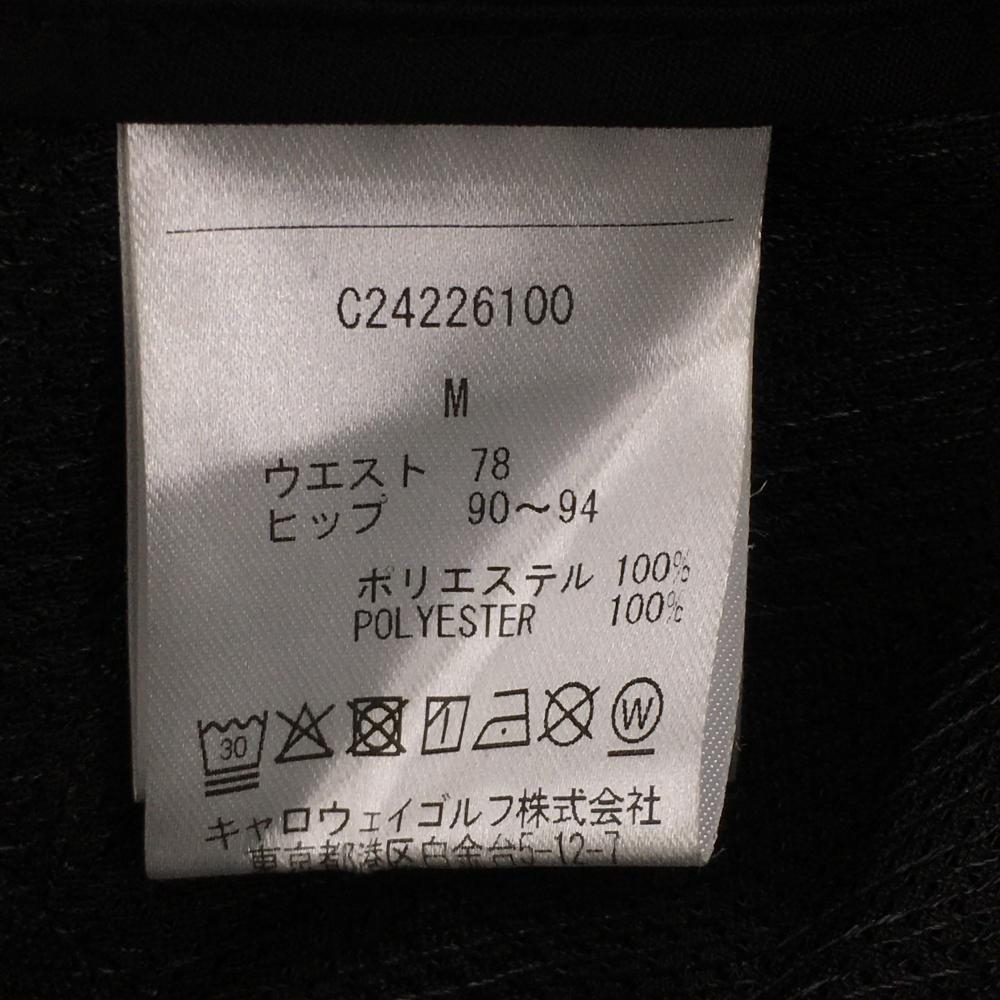 C24226100
M
ウエスト 78
ヒップ 90〜94
ポリエステル 100%
POLYESTER 100%
30 W
キャロウェイゴルフ株式会社
東京都港区白金台5-12-7